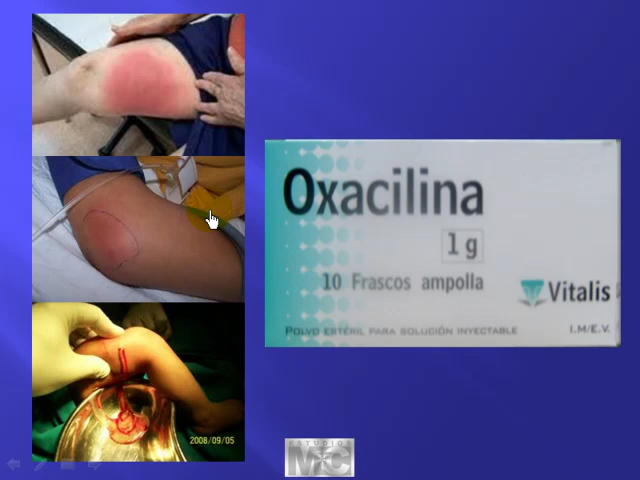 Oxacilina
1 g
10 Frascos ampolla
Vitalis
POLVO ESTÉRIL PARA SOLUCIÓN INYECTABLE
I.M/E.V.
2008/09/05
ESTUDIOS
MC